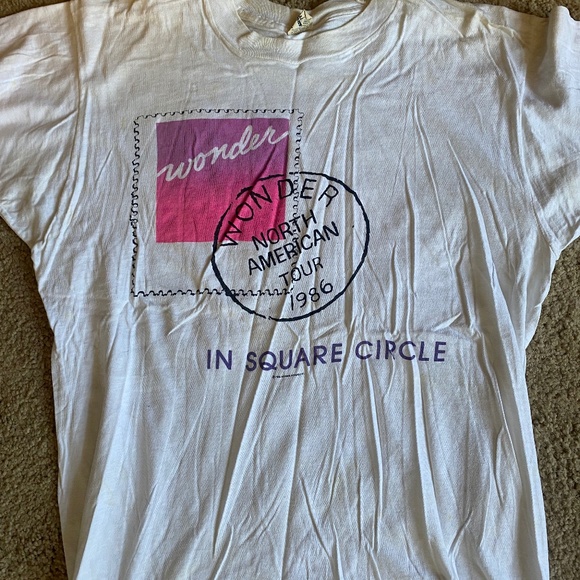 wonder
WONDER
NORTH
AMERICAN
TOUR
1986
IN SQUARE CIRCLE